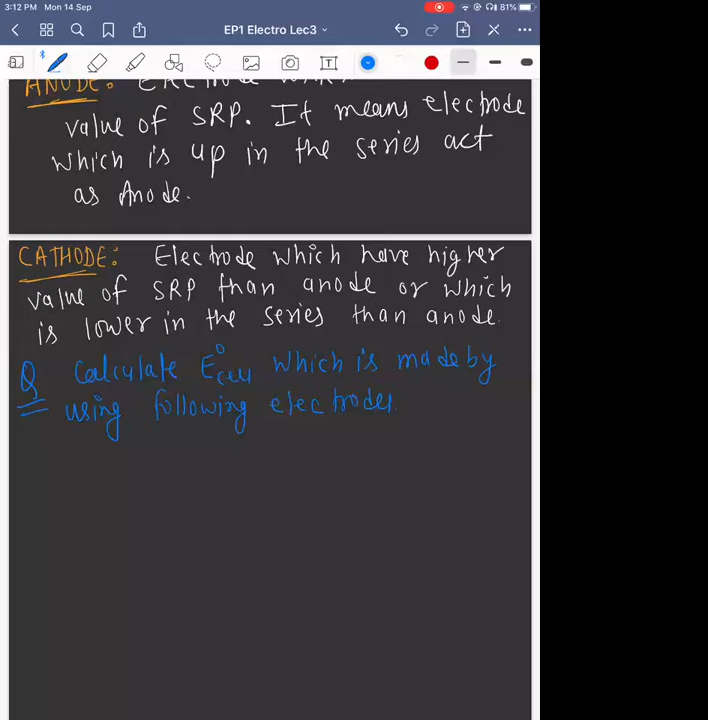 3:12 PM Mon 14 Sep
81%
EP1 Electro Lec3
T
ANODE: Electrode which
value of SRP. It means electrode
which is up in the series act
as Anode.
CATHODE: Electrode which have higher
value of SRP than anode or which
is lower in the series than anode.
Q Calculate E°cell which is made by
using following electrodes.